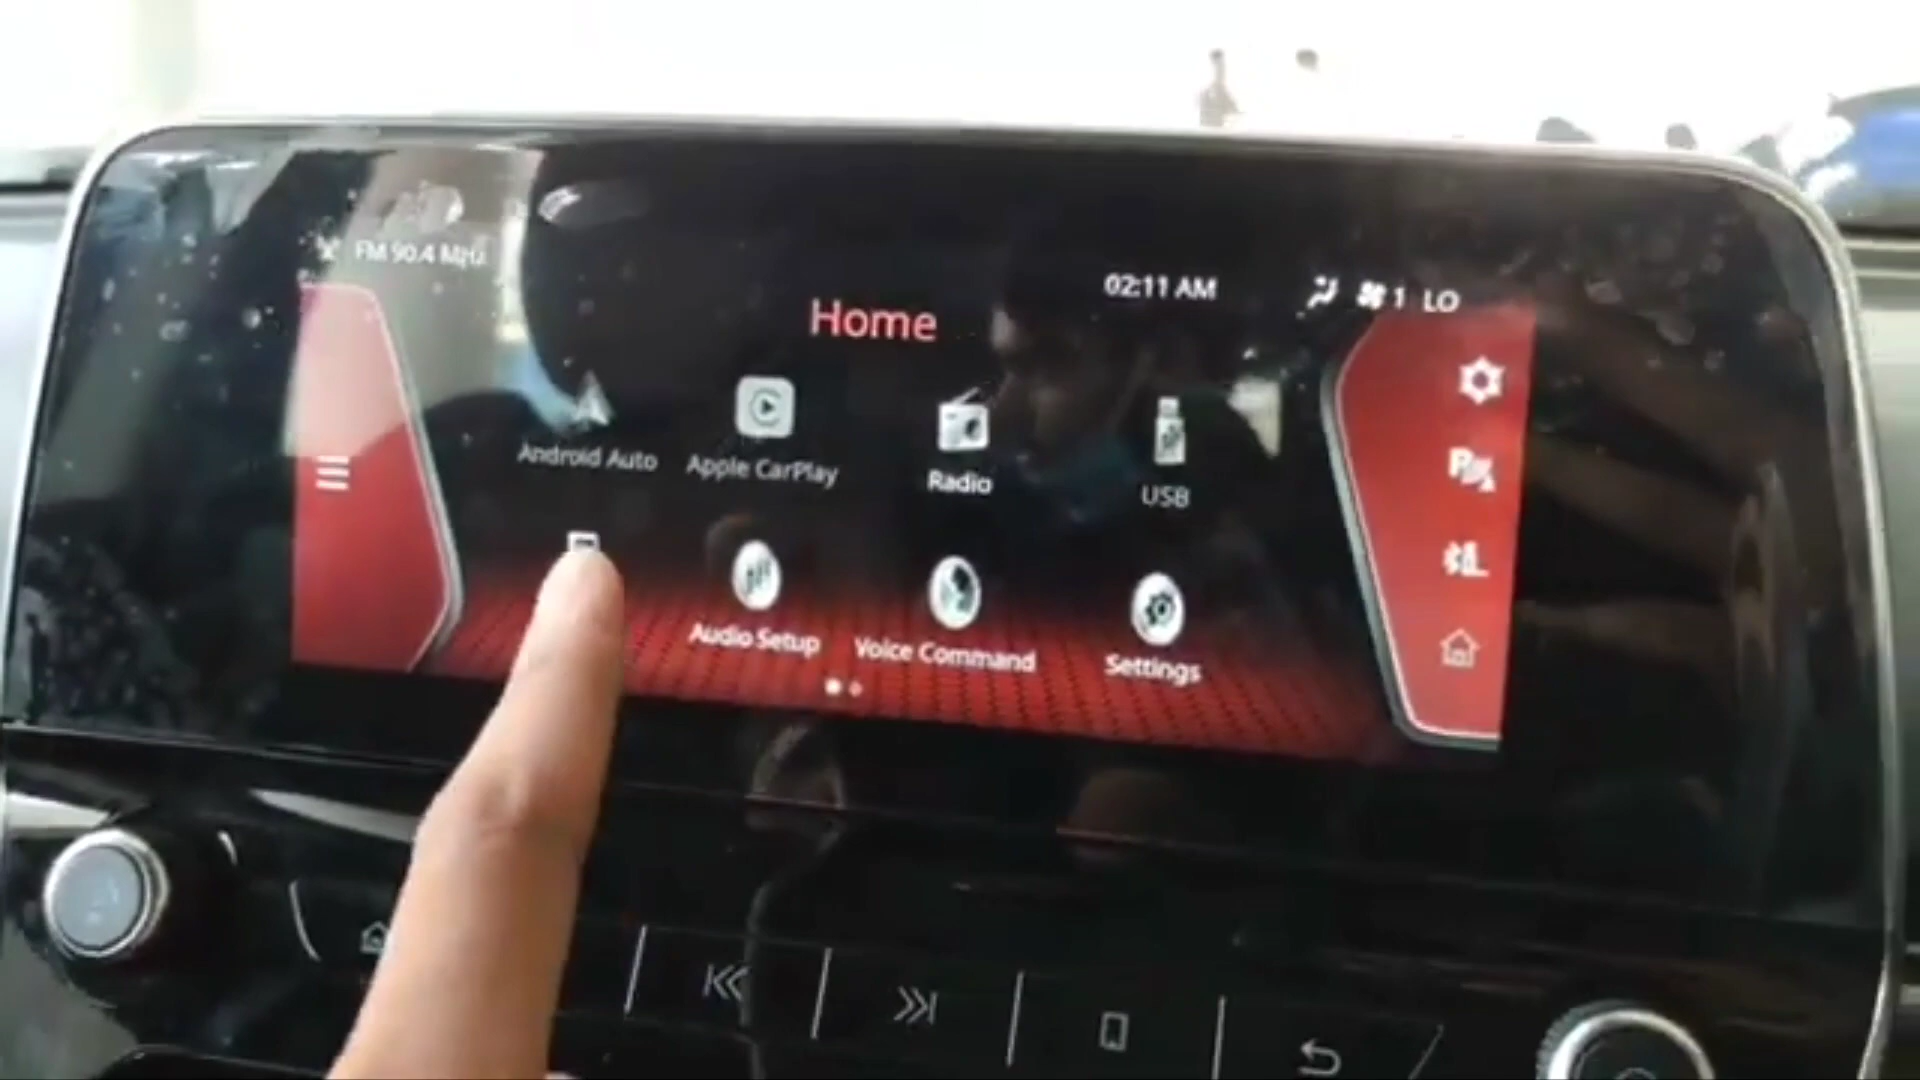 FM 90.4 MHz
02:11 AM
1 LO
Home
Android Auto
Apple CarPlay
Radio
USB
Audio Setup
Voice Command
Settings